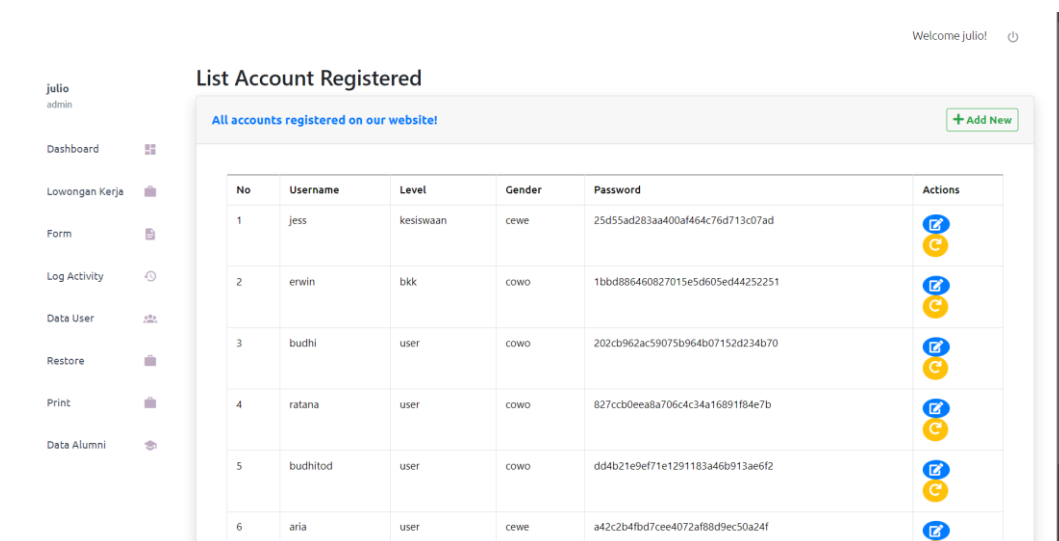 Welcome julio!
List Account Registered
julio
admin
All accounts registered on our website!
Add New
Dashboard
Lowongan Kerja
Form
Log Activity
Data User
Restore
Print
Data Alumni
No Username Level Gender Password Actions
1 jess kesiswaan cewe 25d55ad283aa400af464c76d713c07ad
2 erwin bkk cowo 1bbd886460827015e5d605ed44252251
3 budhi user cowo 202cb962ac59075b964b07152d234b70
4 ratana user cowo 827ccb0eea8a706c4c34a16891f84e7b
5 budhitod user cowo dd4b21e9ef71e1291183a46b913ae6f2
6 aria user cewe a42c2b4fbd7cee4072af88d9ec50a24f